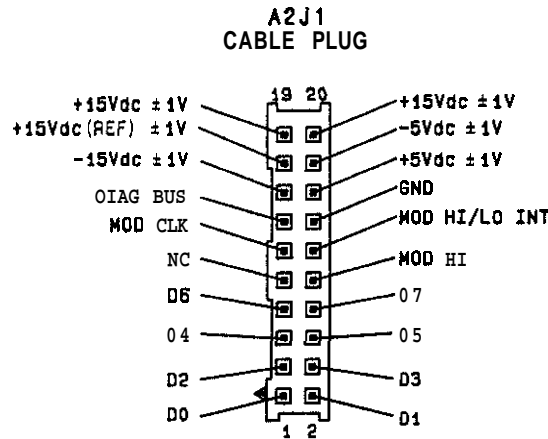 A2J1
CABLE PLUG
19 20
+15Vdc ±1V +15Vdc ±1V
+15Vdc (REF) ±1V -5Vdc ±1V
-15Vdc ±1V +5Vdc ±1V
OIAG BUS GND
MOD CLK MOD HI/LO INT
NC MOD HI
D6 07
04 05
D2 D3
D0 D1
1 2